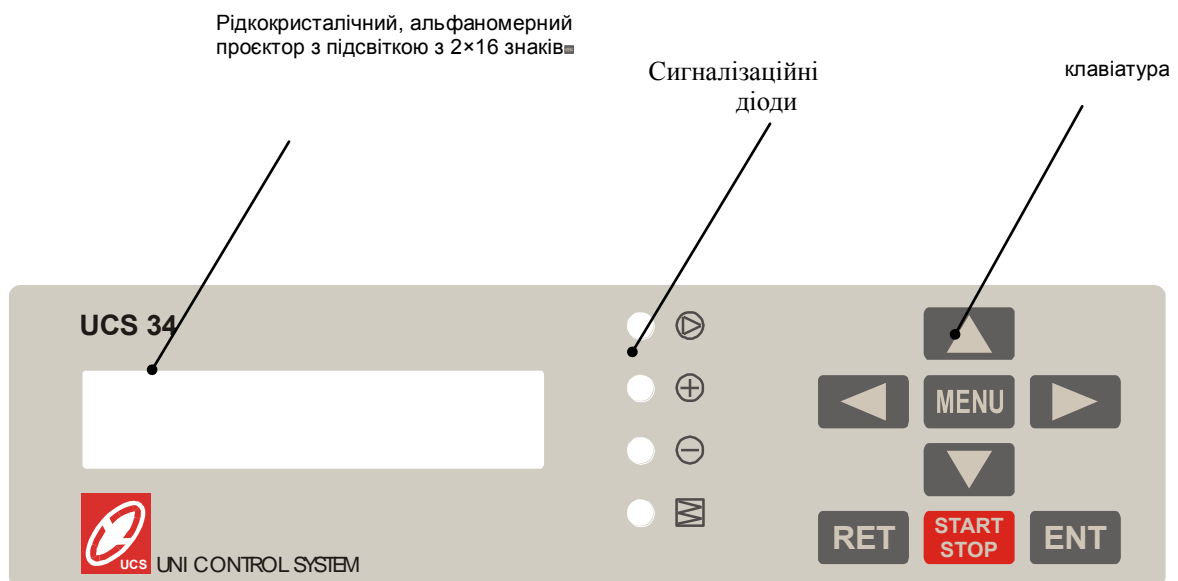 Рідкокристалічний, альфаномерний
проєктор з підсвіткою з 2×16 знаків
Сигналізаційні
діоди
клавіатура
UCS 34
MENU
RET
START
STOP
ENT
UCS
UNI CONTROL SYSTEM